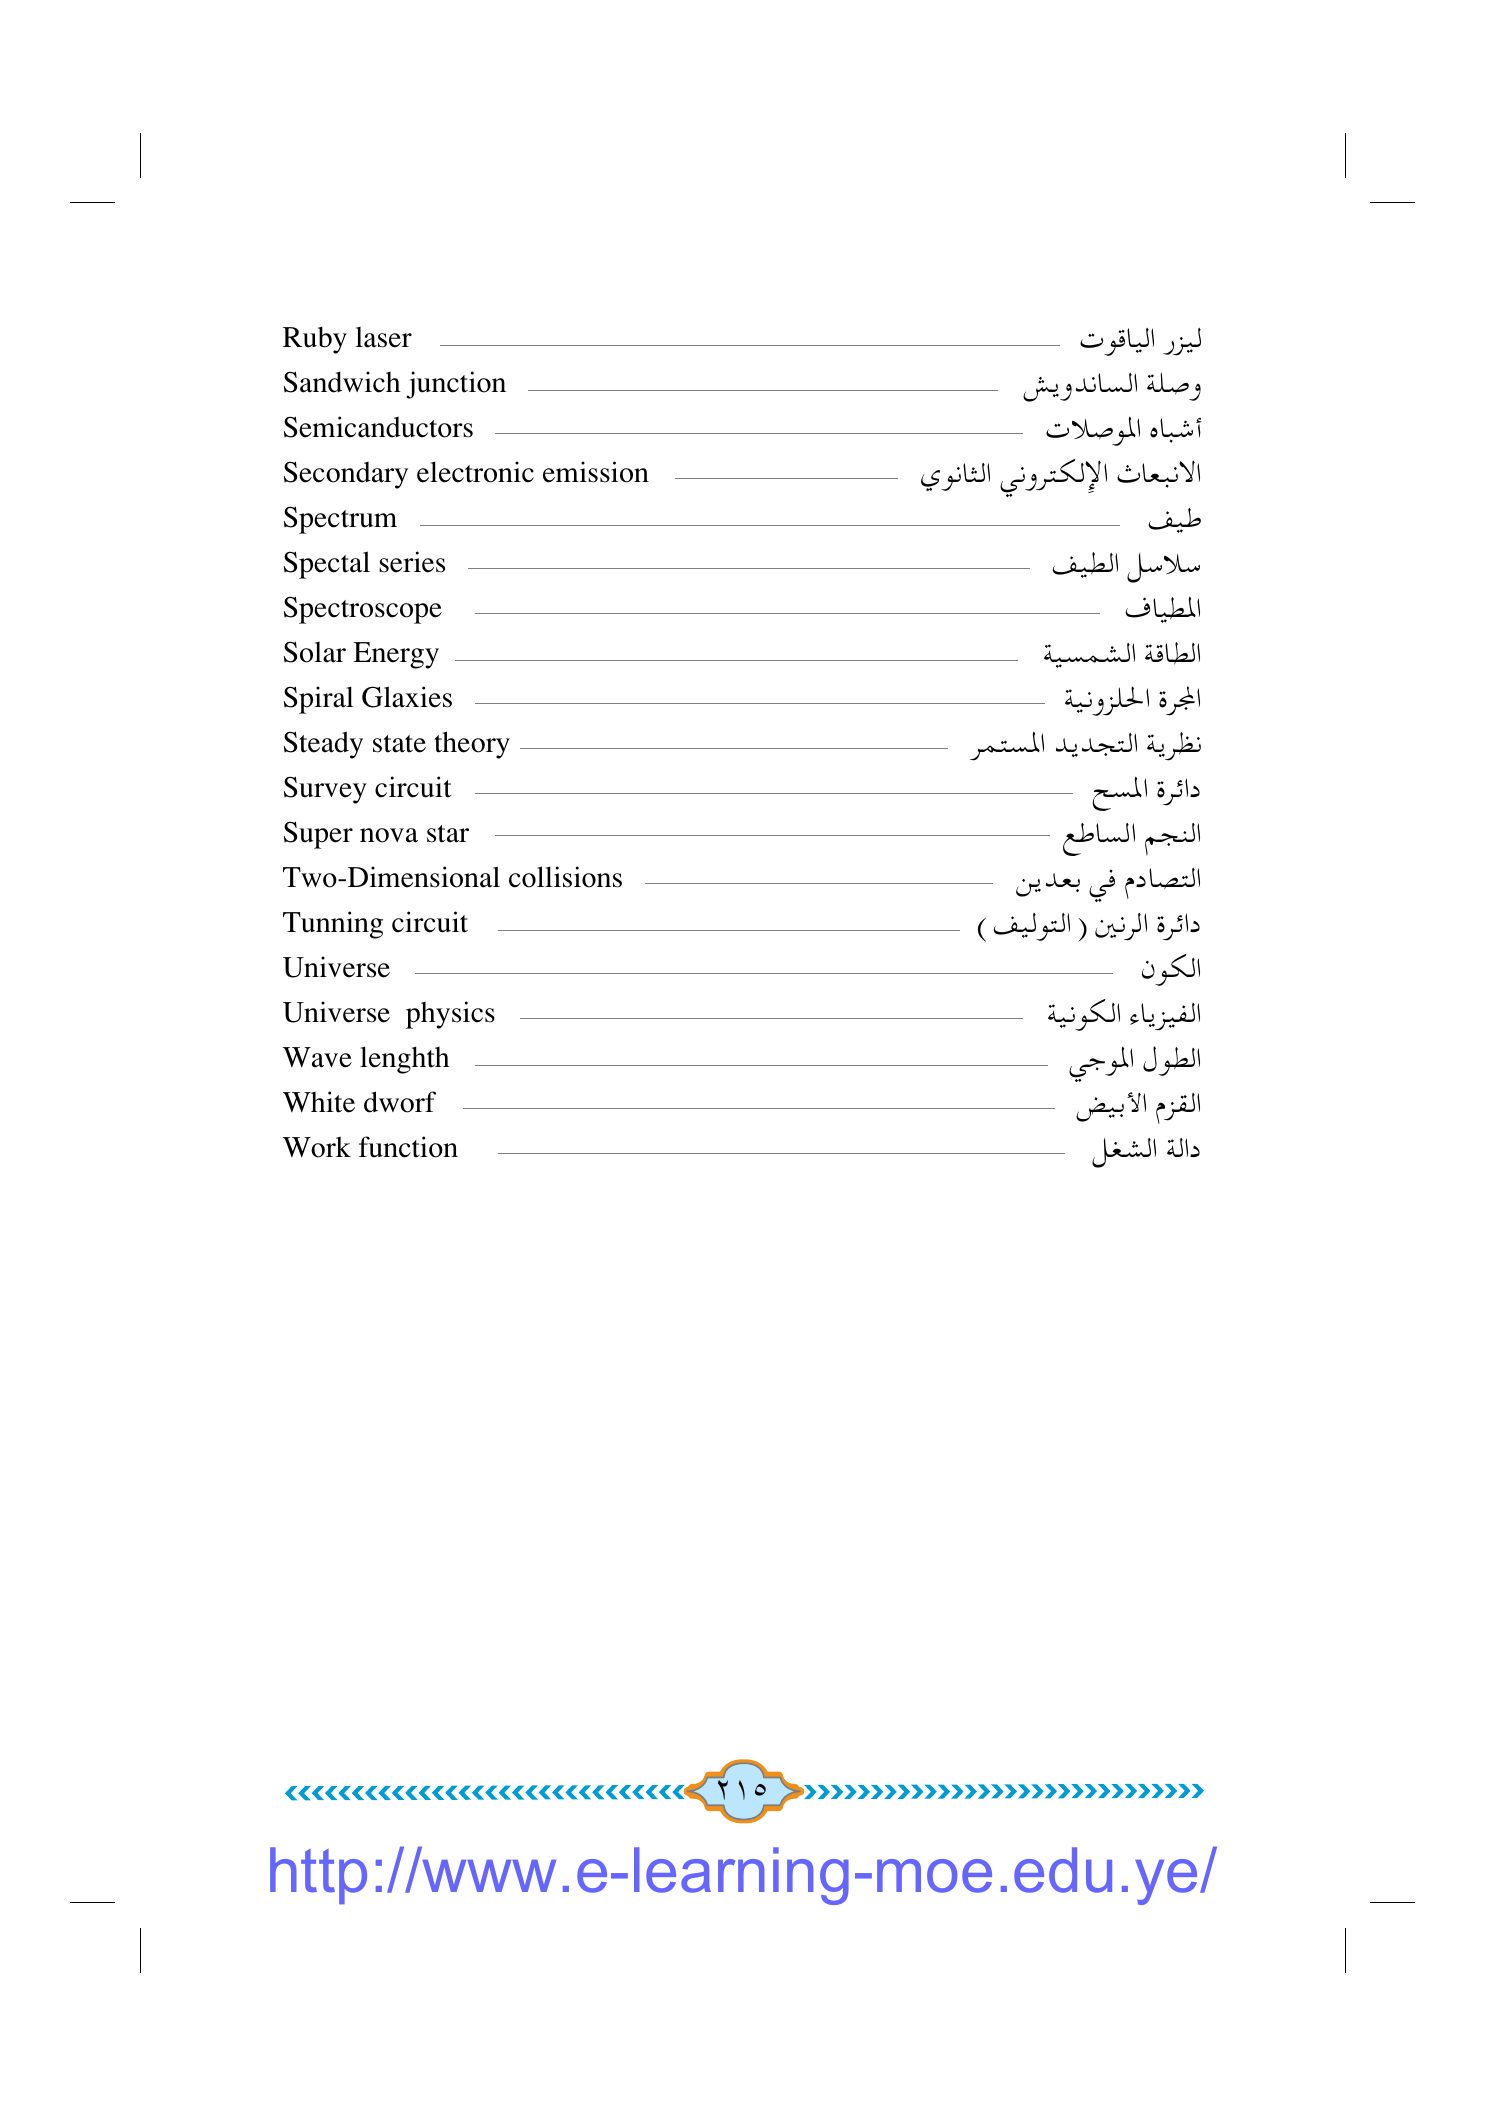 Ruby laser ليزر الياقوت
Sandwich junction وصلة الساندويش
Semicanductors أشباه الموصلات
Secondary electronic emission الانبعاث الإِلكتروني الثانوي
Spectrum طيف
Spectal series سلاسل الطيف
Spectroscope المطياف
Solar Energy الطاقة الشمسية
Spiral Glaxies المجرة الحلزونية
Steady state theory نظرية التجديد المستمر
Survey circuit دائرة المسح
Super nova star النجم الساطع
Two-Dimensional collisions التصادم في بعدين
Tunning circuit دائرة الرنين ( التوليف )
Universe الكون
Universe physics الفيزياء الكونية
Wave lenghth الطول الموجي
White dworf القزم الأبيض
Work function دالة الشغل
٢١٥
http://www.e-learning-moe.edu.ye/